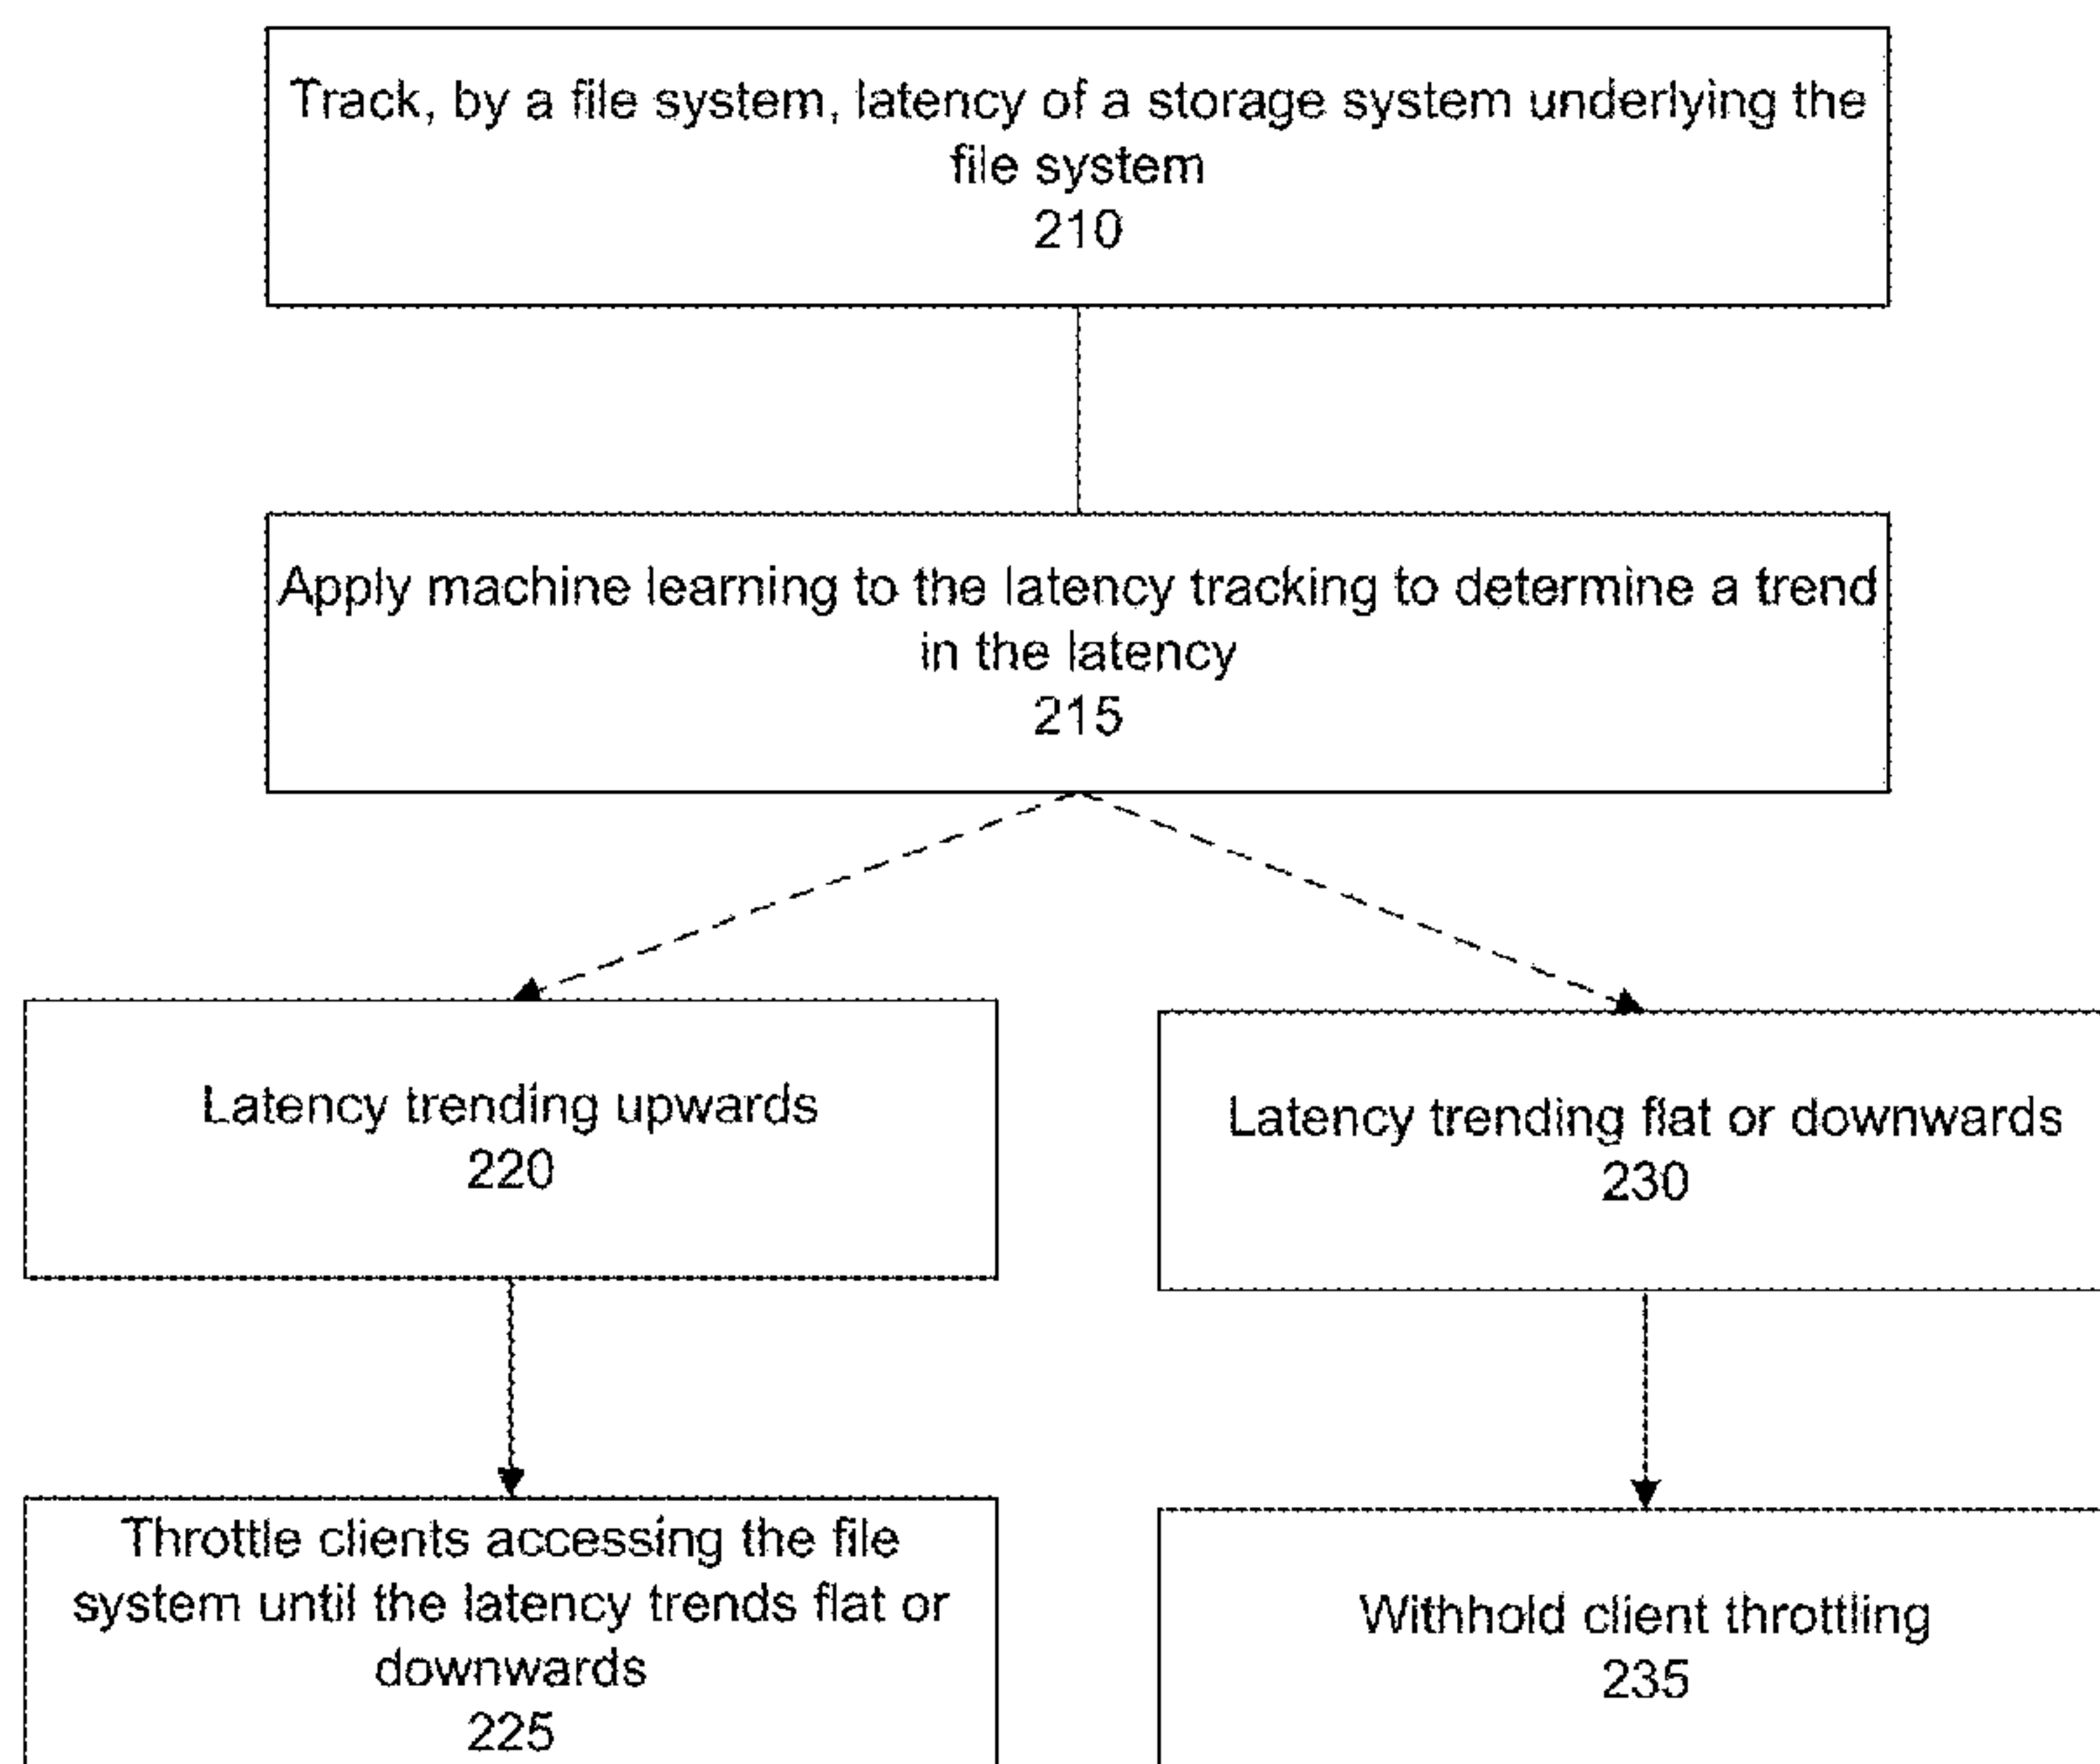 Track, by a file system, latency of a storage system underlying the
file system
210
Apply machine learning to the latency tracking to determine a trend
in the latency
215
Latency trending upwards
220
Latency trending flat or downwards
230
Throttle clients accessing the file
system until the latency trends flat or
downwards
225
Withhold client throttling
235